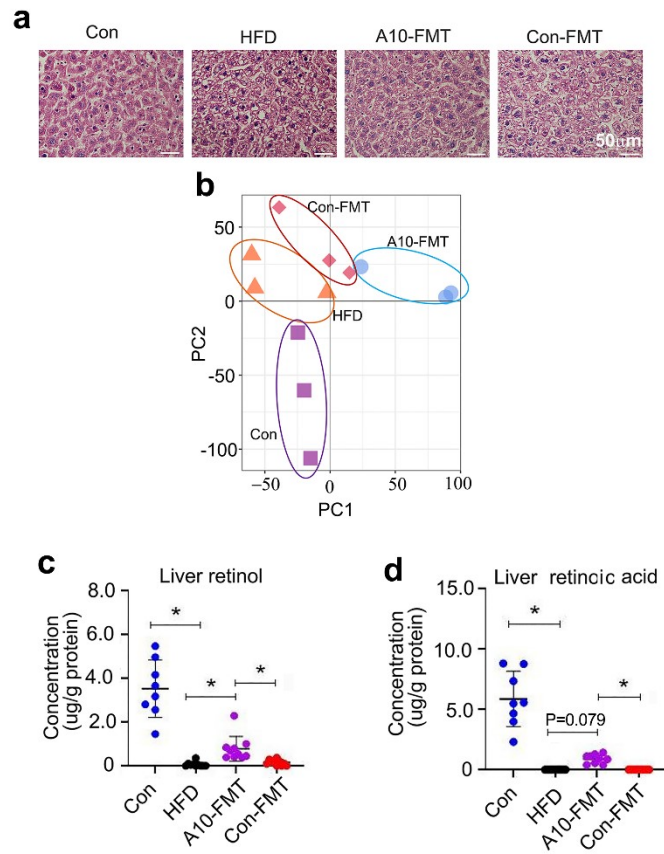 a
Con HFD A10-FMT Con-FMT
50µm
b
Con-FMT
A10-FMT
HFD
Con
50
0
-50
-100
PC2
−50 0 50 100
PC1
c
Liver retinol
Concentration
(ug/g protein)
8.0
6.0
4.0
2.0
0
*
*
*
Con
HFD
A10-FMT
Con-FMT
d
Liver retinoic acid
Concentration
(ug/g protein)
15.0
10.0
5.0
0
*
P=0.079
*
Con
HFD
A10-FMT
Con-FMT